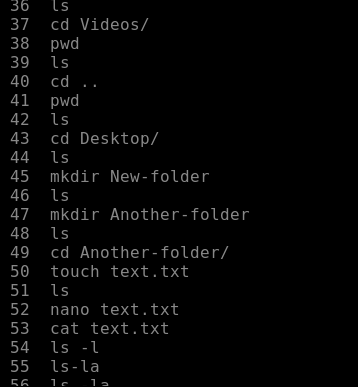 36 ls
37 cd Videos/
38 pwd
39 ls
40 cd ..
41 pwd
42 ls
43 cd Desktop/
44 ls
45 mkdir New-folder
46 ls
47 mkdir Another-folder
48 ls
49 cd Another-folder/
50 touch text.txt
51 ls
52 nano text.txt
53 cat text.txt
54 ls -l
55 ls-la
56 ls -la